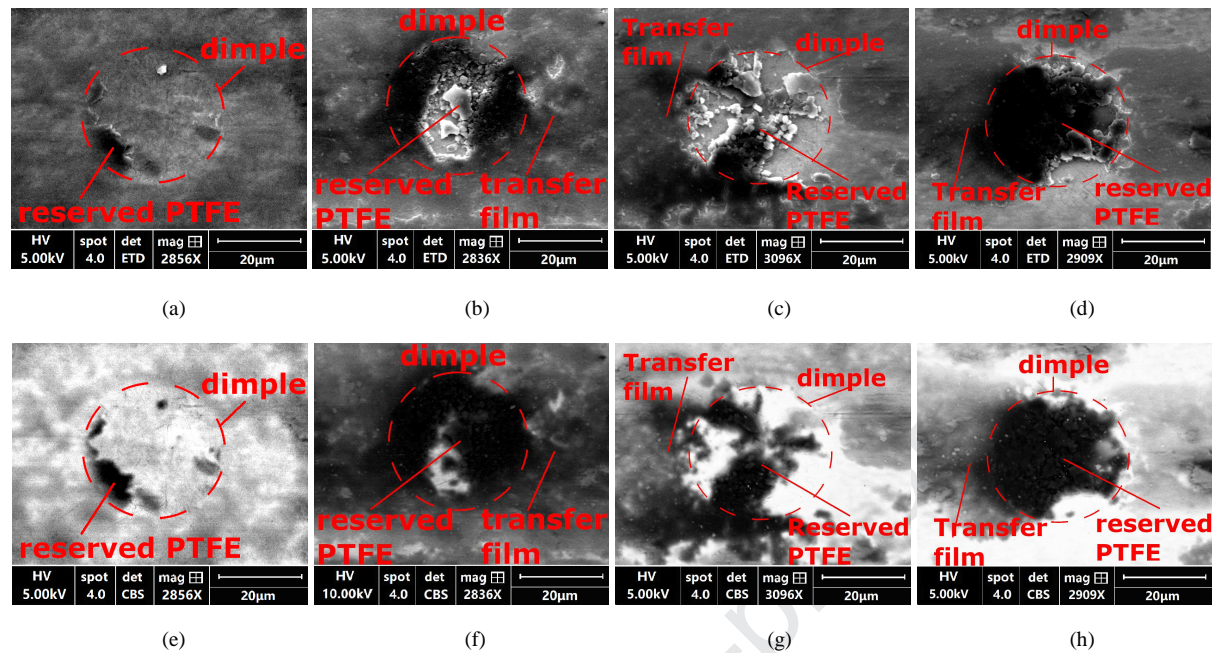 dimple
reserved PTFE
HV spot det mag
5.00kV 4.0 ETD 2856X 20μm
(a)
dimple
reserved
PTFE
transfer
film
HV spot det mag
5.00kV 4.0 ETD 2836X 20μm
(b)
Transfer
film
dimple
Reserved
PTFE
HV spot det mag
5.00kV 4.0 ETD 3096X 20μm
(c)
dimple
Transfer
film
reserved
PTFE
HV spot det mag
5.00kV 4.0 ETD 2909X 20μm
(d)
dimple
reserved PTFE
HV spot det mag
5.00kV 4.0 CBS 2856X 20μm
(e)
dimple
reserved
PTFE
transfer
film
HV spot det mag
10.00kV 4.0 CBS 2836X 20μm
(f)
Transfer
film
dimple
Reserved
PTFE
HV spot det mag
5.00kV 4.0 CBS 3096X 20μm
(g)
dimple
Transfer
film
reserved
PTFE
HV spot det mag
5.00kV 4.0 CBS 2909X 20μm
(h)